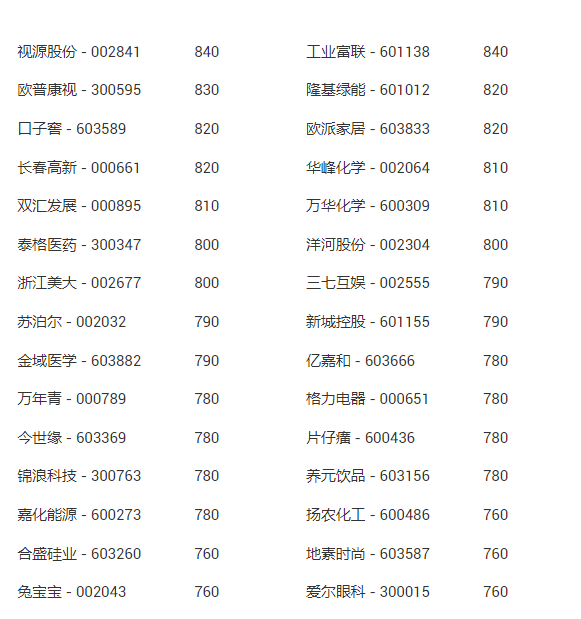 视源股份 - 002841 840 工业富联 - 601138 840
欧普康视 - 300595 830 隆基绿能 - 601012 820
口子窖 - 603589 820 欧派家居 - 603833 820
长春高新 - 000661 820 华峰化学 - 002064 810
双汇发展 - 000895 810 万华化学 - 600309 810
泰格医药 - 300347 800 洋河股份 - 002304 800
浙江美大 - 002677 800 三七互娱 - 002555 790
苏泊尔 - 002032 790 新城控股 - 601155 790
金域医学 - 603882 790 亿嘉和 - 603666 780
万年青 - 000789 780 格力电器 - 000651 780
今世缘 - 603369 780 片仔癀 - 600436 780
锦浪科技 - 300763 780 养元饮品 - 603156 780
嘉化能源 - 600273 780 扬农化工 - 600486 760
合盛硅业 - 603260 760 地素时尚 - 603587 760
兔宝宝 - 002043 760 爱尔眼科 - 300015 760